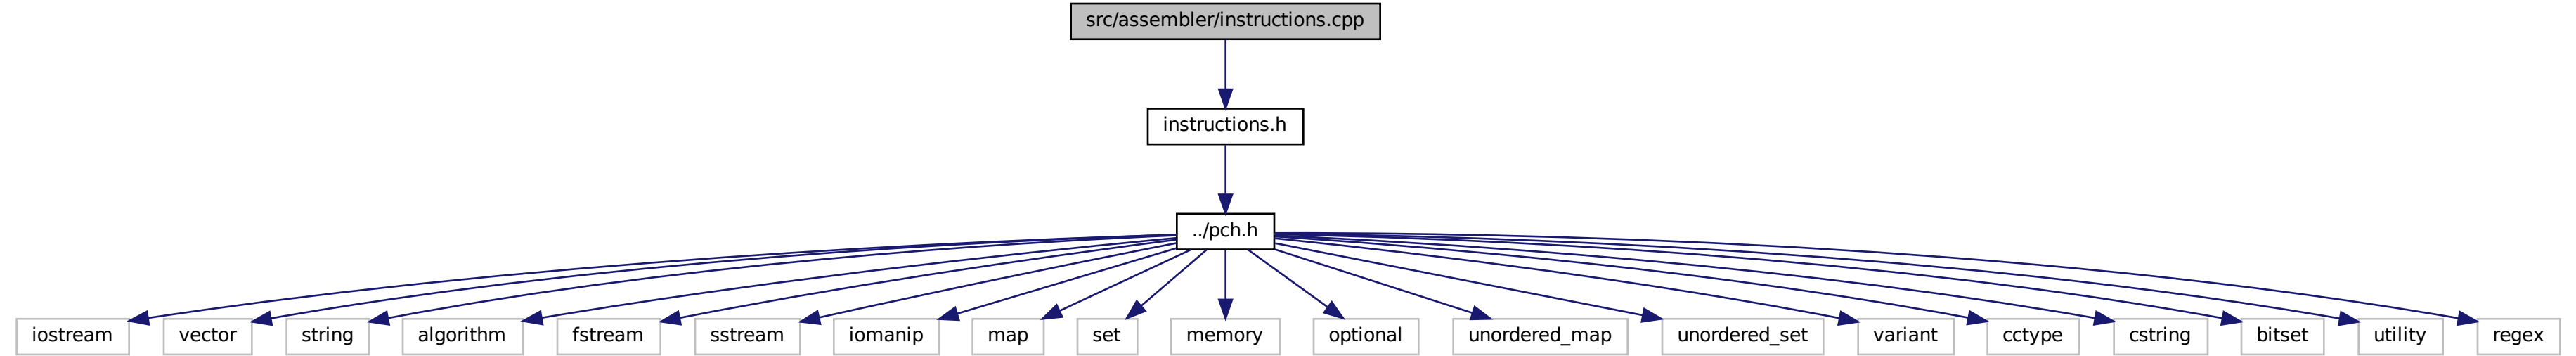 src/assembler/instructions.cpp
instructions.h
../pch.h
iostream
vector
string
algorithm
fstream
sstream
iomanip
map
set
memory
optional
unordered_map
unordered_set
variant
cctype
cstring
bitset
utility
regex